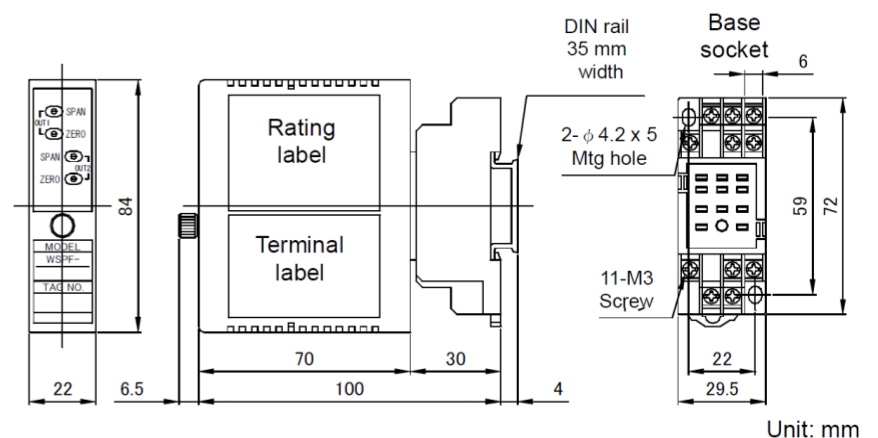 SPAN
OUT1
ZERO
SPAN
OUT2
ZERO
MODEL
WSPF-
TAG NO.
84
22
Rating
label
Terminal
label
6.5
70
30
100
4
DIN rail
35 mm
width
Base
socket
6
2- ϕ 4.2 x 5
Mtg hole
11-M3
Screw
59
72
22
29.5
Unit: mm